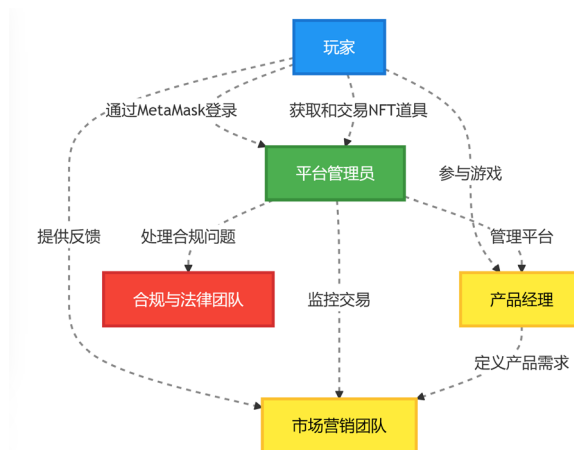 玩家
通过MetaMask登录
获取和交易NFT道具
平台管理员
参与游戏
提供反馈
处理合规问题
管理平台
合规与法律团队
监控交易
产品经理
定义产品需求
市场营销团队